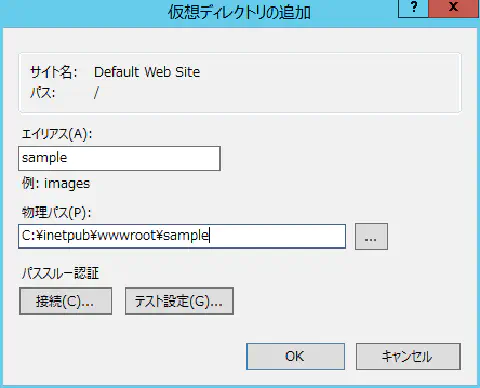 仮想ディレクトリの追加
? x
サイト名: Default Web Site
パス: /
エイリアス(A):
sample
例: images
物理パス(P):
C:¥inetpub¥wwwroot¥sample
...
パススルー認証
接続(C)... テスト設定(G)...
OK キャンセル